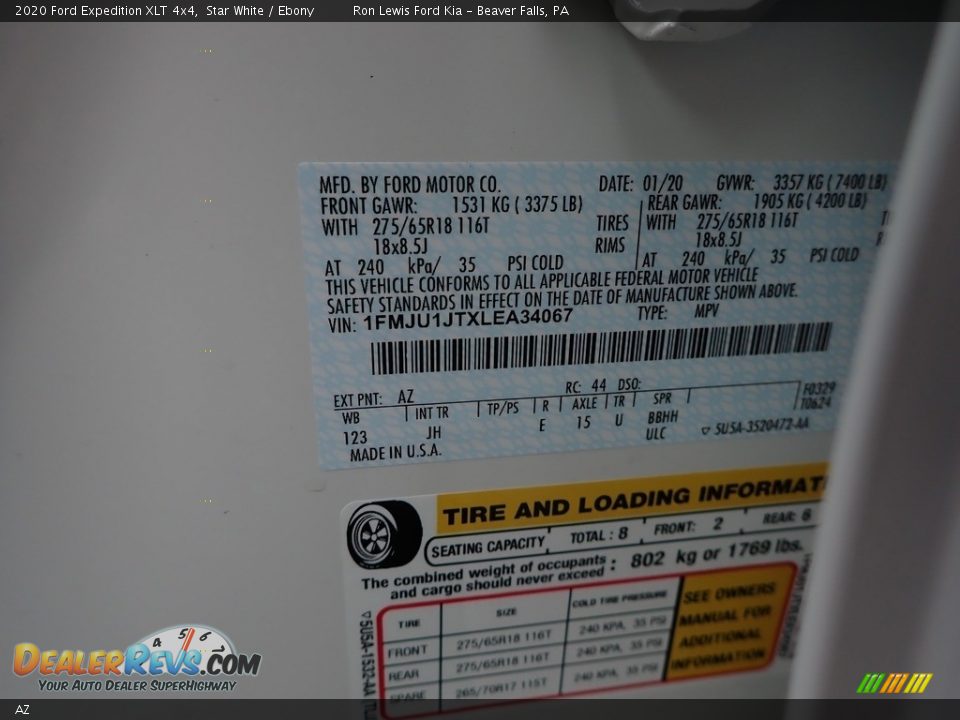 2020 Ford Expedition XLT 4x4, Star White / Ebony Ron Lewis Ford Kia - Beaver Falls, PA
MFD. BY FORD MOTOR CO. DATE: 01/20 GVWR: 3357 KG ( 7400 LB)
FRONT GAWR: 1531 KG ( 3375 LB) REAR GAWR: 1905 KG ( 4200 LB)
WITH 275/65R18 116T TIRES WITH 275/65R18 116T
18x8.5J RIMS 18x8.5J
AT 240 kPa/ 35 PSI COLD AT 240 kPa/ 35 PSI COLD
THIS VEHICLE CONFORMS TO ALL APPLICABLE FEDERAL MOTOR VEHICLE
SAFETY STANDARDS IN EFFECT ON THE DATE OF MANUFACTURE SHOWN ABOVE.
VIN: 1FMJU1JTXLEA34067 TYPE: MPV
EXT PNT: AZ RC: 44 DSO: F0329
WB INT TR TP/PS R AXLE TR SPR T0624
123 JH E 15 U BBHH
ULC ▽ 5U5A-3520472-AA
MADE IN U.S.A.
TIRE AND LOADING INFORMAT
SEATING CAPACITY TOTAL : 8 FRONT: 2 REAR: 6
The combined weight of occupants and cargo should never exceed : 802 kg or 1769 lbs.
TIRE SIZE COLD TIRE PRESSURE SEE OWNERS
FRONT 275/65R18 116T 240 KPA, 35 PSI MANUAL FOR
REAR 275/65R18 116T 240 KPA, 35 PSI ADDITIONAL
SPARE 265/70R17 115T 240 KPA, 35 PSI INFORMATION
▽5U5A-1532-AA
4 5 6
DEALERREVS.COM
Your Auto Dealer SuperHighway
AZ